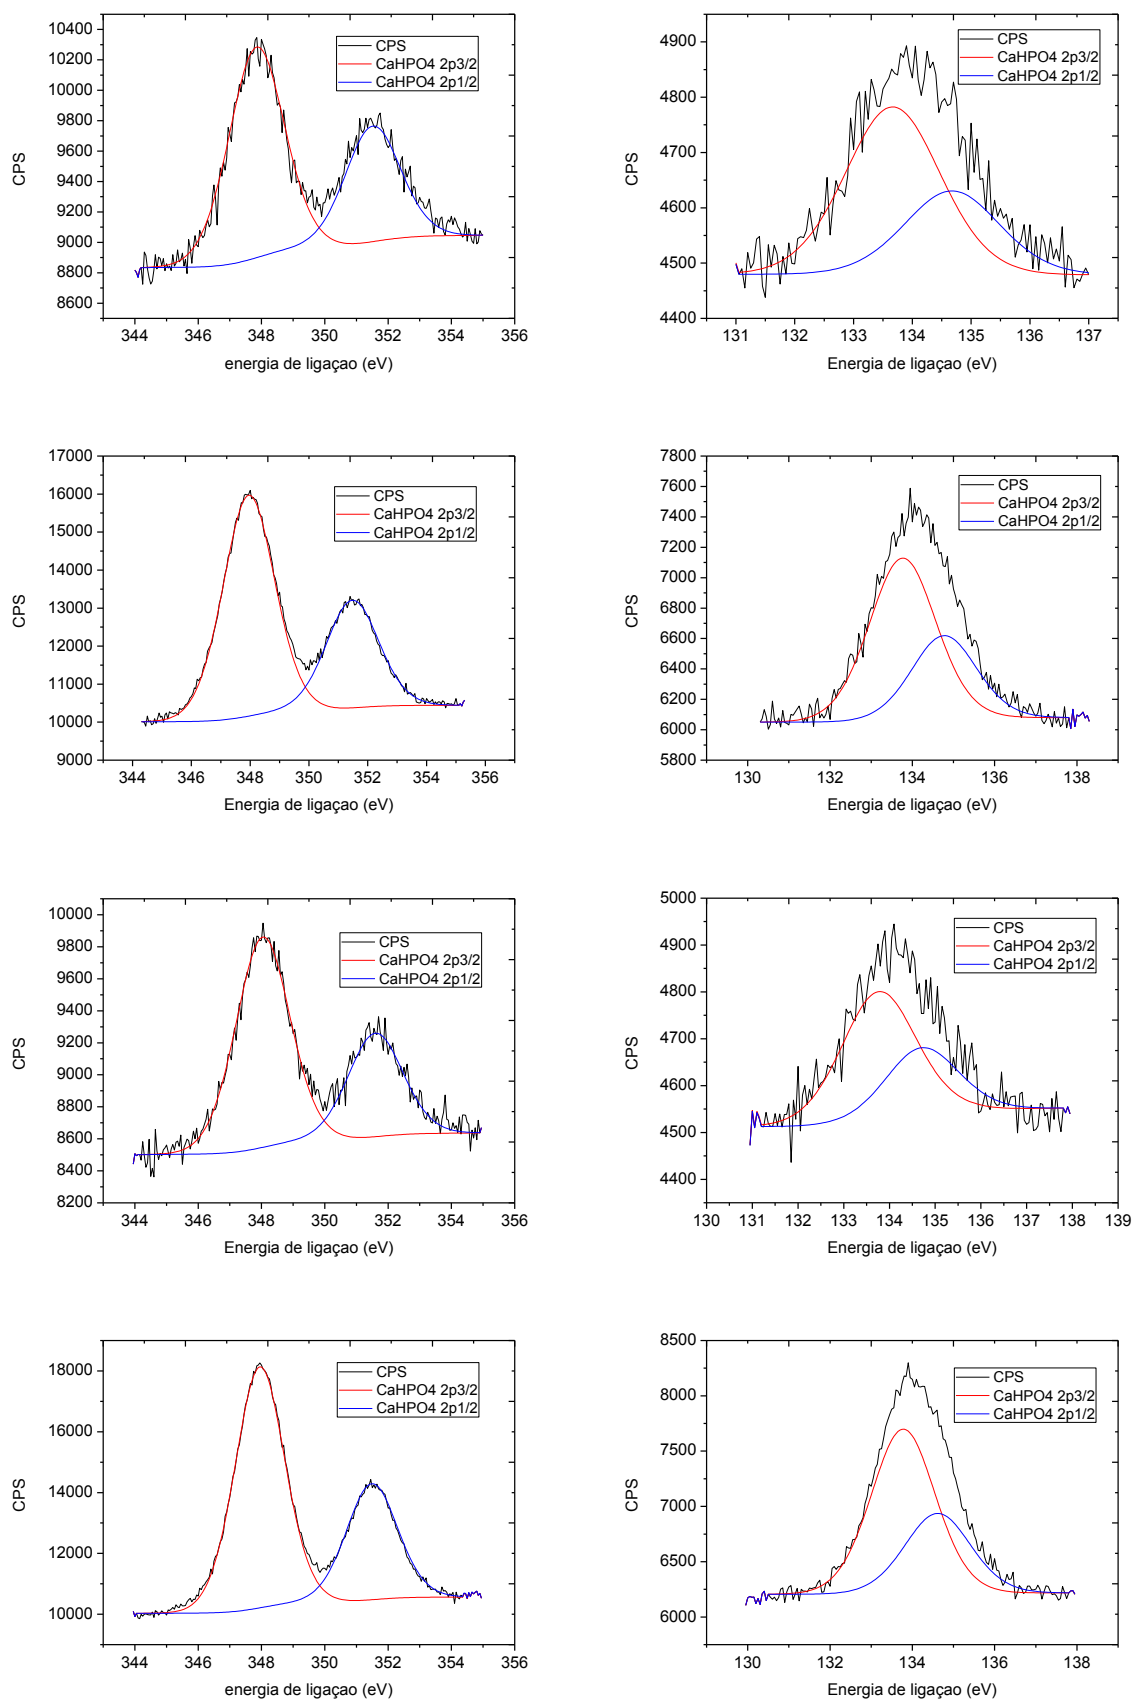 10400
10200
10000
9800
9600
9400
9200
9000
8800
8600
CPS
CPS
CaHPO4 2p3/2
CaHPO4 2p1/2
344 346 348 350 352 354 356
energia de ligaçao (eV)
4900
4800
4700
4600
4500
4400
CPS
CPS
CaHPO4 2p3/2
CaHPO4 2p1/2
131 132 133 134 135 136 137
Energia de ligaçao (eV)
17000
16000
15000
14000
13000
12000
11000
10000
9000
CPS
CPS
CaHPO4 2p3/2
CaHPO4 2p1/2
344 346 348 350 352 354 356
Energia de ligaçao (eV)
7800
7600
7400
7200
7000
6800
6600
6400
6200
6000
5800
CPS
CPS
CaHPO4 2p3/2
CaHPO4 2p1/2
130 132 134 136 138
Energia de ligaçao (eV)
10000
9800
9600
9400
9200
9000
8800
8600
8400
8200
CPS
CPS
CaHPO4 2p3/2
CaHPO4 2p1/2
344 346 348 350 352 354 356
Energia de ligaçao (eV)
5000
4900
4800
4700
4600
4500
4400
CPS
CPS
CaHPO4 2p3/2
CaHPO4 2p1/2
130 131 132 133 134 135 136 137 138 139
Energia de ligaçao (eV)
18000
16000
14000
12000
10000
CPS
CPS
CaHPO4 2p3/2
CaHPO4 2p1/2
344 346 348 350 352 354 356
energia de ligaçao (eV)
8500
8000
7500
7000
6500
6000
CPS
CPS
CaHPO4 2p3/2
CaHPO4 2p1/2
130 132 134 136 138
Energia de ligaçao (eV)